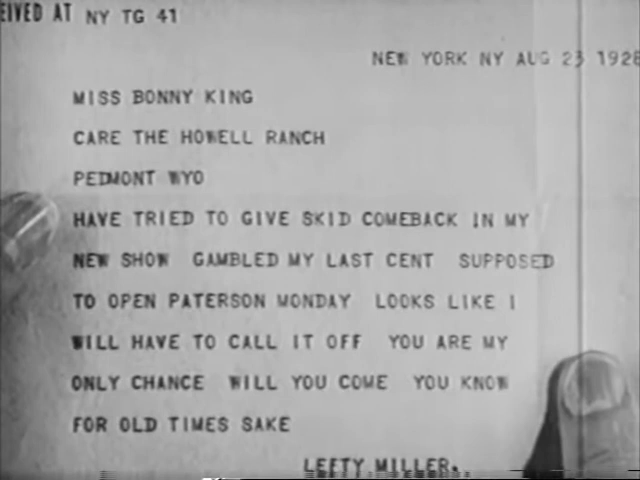 EIVED AT NY TG 41
NEW YORK NY AUG 23 1928
MISS BONNY KING
CARE THE HOWELL RANCH
PEDMONT WYO
HAVE TRIED TO GIVE SKID COMEBACK IN MY
NEW SHOW GAMBLED MY LAST CENT SUPPOSED
TO OPEN PATERSON MONDAY LOOKS LIKE I
WILL HAVE TO CALL IT OFF YOU ARE MY
ONLY CHANCE WILL YOU COME YOU KNOW
FOR OLD TIMES SAKE
LEFTY MILLER.